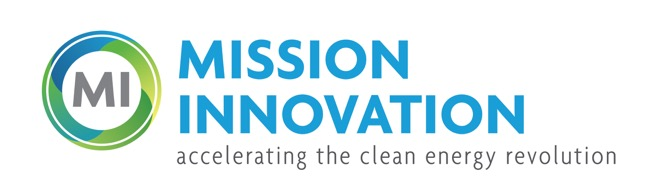 MI
MISSION
INNOVATION
accelerating the clean energy revolution